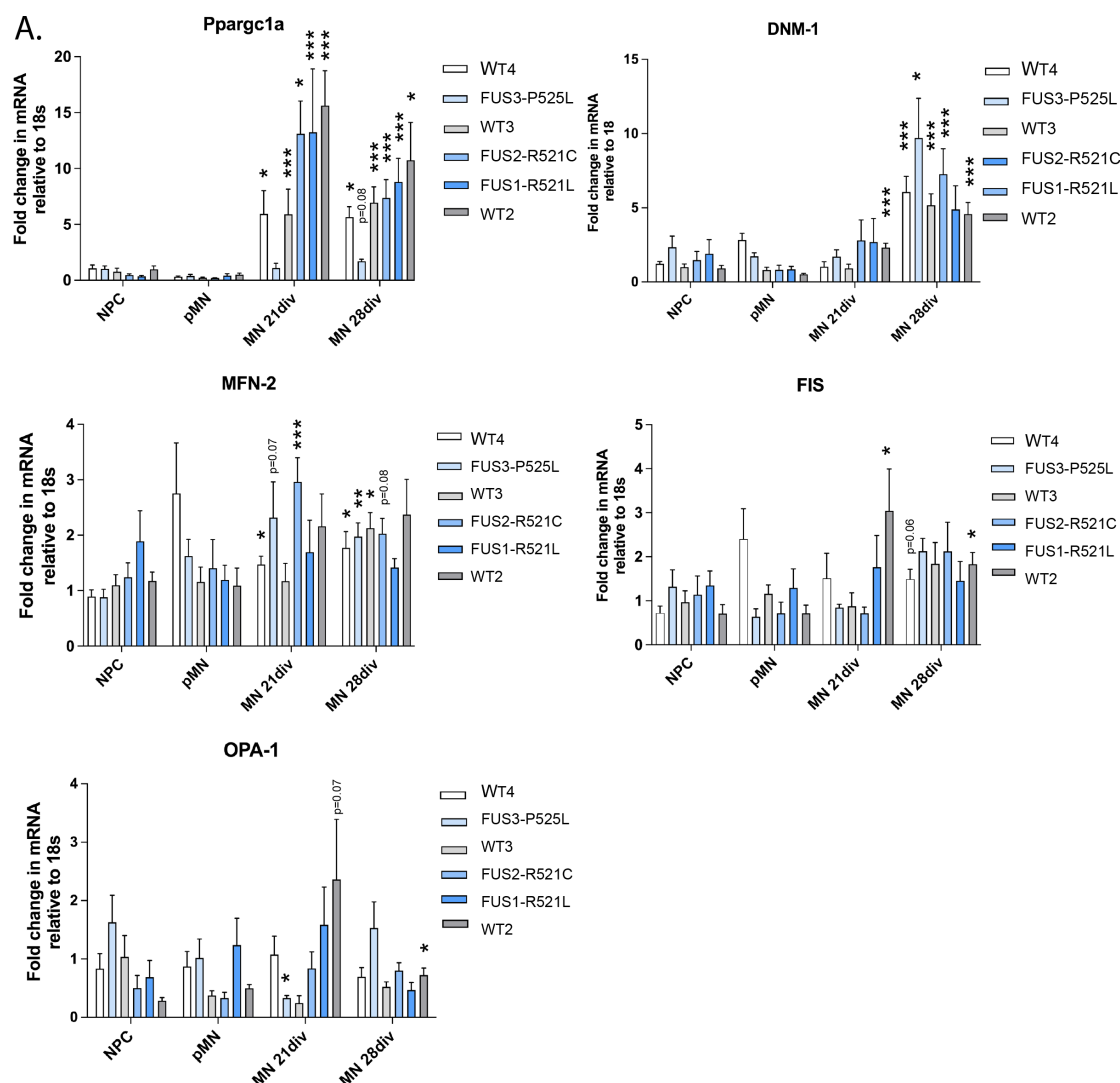 A.
Ppargc1a
Fold change in mRNA
relative to 18s
20
15
10
5
0
* *** * *** ***
* p=0.08 *** *** *** *
NPC
pMN
MN 21div
MN 28div
WT4
FUS3-P525L
WT3
FUS2-R521C
FUS1-R521L
WT2
DNM-1
Fold change in mRNA
relative to 18
15
10
5
0
***
*** * *** *** ***
NPC
pMN
MN 21div
MN 28div
WT4
FUS3-P525L
WT3
FUS2-R521C
FUS1-R521L
WT2
MFN-2
Fold change in mRNA
relative to 18s
4
3
2
1
0
* p=0.07 ***
* ** * p=0.08
NPC
pMN
MN 21div
MN 28div
WT4
FUS3-P525L
WT3
FUS2-R521C
FUS1-R521L
WT2
FIS
Fold change in mRNA
relative to 18s
5
4
3
2
1
0
*
p=0.06 *
NPC
pMN
MN 21div
MN 28div
WT4
FUS3-P525L
WT3
FUS2-R521C
FUS1-R521L
WT2
OPA-1
Fold change in mRNA
relative to 18s
4
3
2
1
0
* p=0.07
*
NPC
pMN
MN 21div
MN 28div
WT4
FUS3-P525L
WT3
FUS2-R521C
FUS1-R521L
WT2